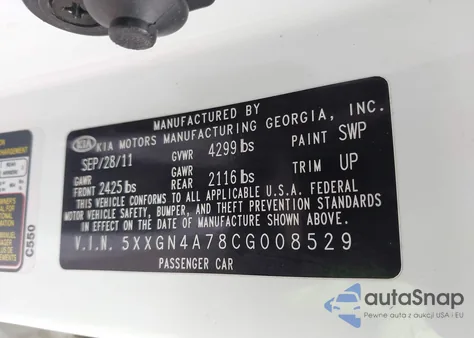 MANUFACTURED BY
KIA KIA MOTORS MANUFACTURING GEORGIA, INC.
SEP/28/11 GVWR 4299 lbs PAINT SWP
GAWR FRONT 2425 lbs GAWR REAR 2116 lbs TRIM UP
THIS VEHICLE CONFORMS TO ALL APPLICABLE U.S.A. FEDERAL
MOTOR VEHICLE SAFETY, BUMPER, AND THEFT PREVENTION STANDARDS
IN EFFECT ON THE DATE OF MANUFACTURE SHOWN ABOVE.
V.I.N. 5XXGN4A78CG008529
PASSENGER CAR
C550
autoSnap
Pewne auta z aukcji USA i EU